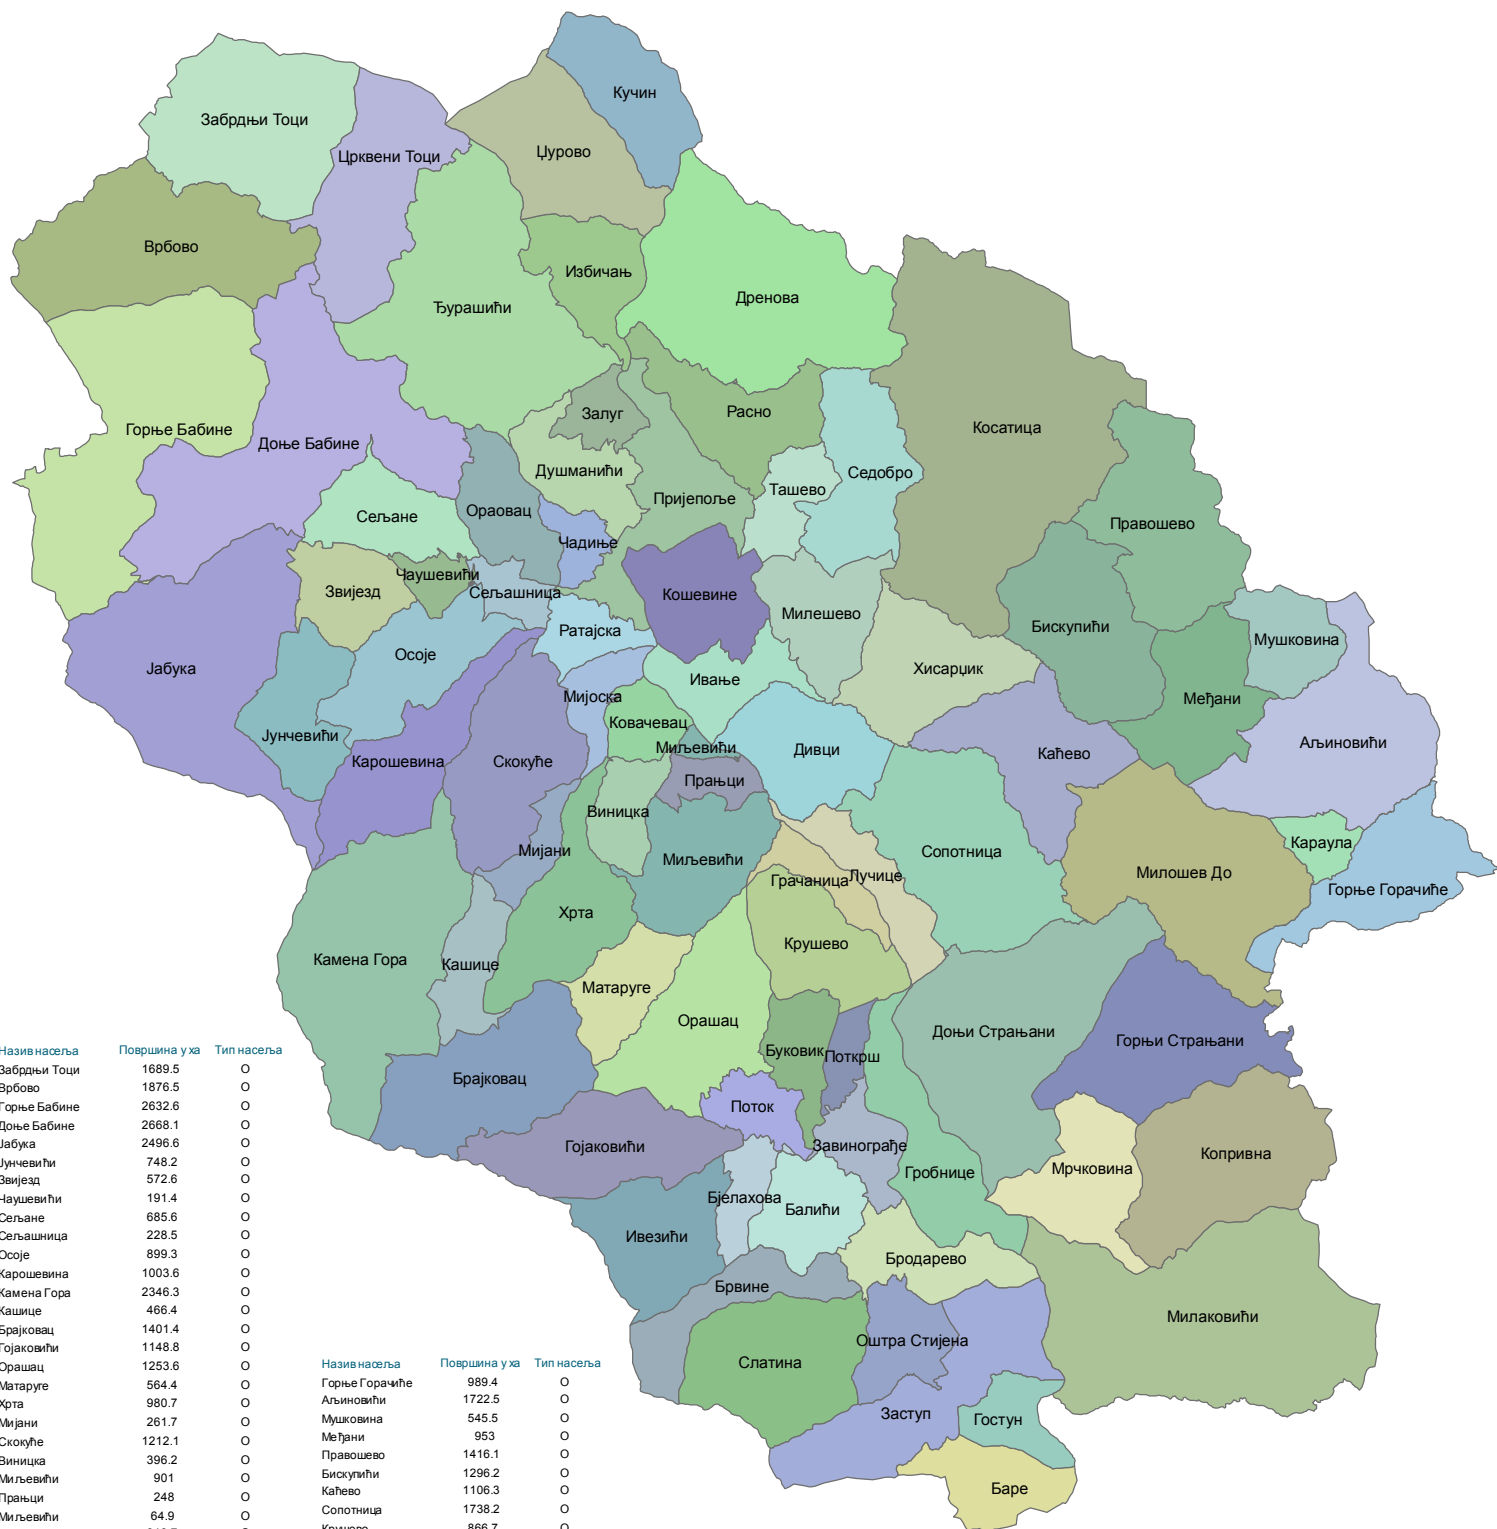 Кучин
Забрдњи Тоци
Црквени Тоци
Џурово
Врбово
Избичањ
Дренова
Ђурашићи
Горње Бабине
Доње Бабине
Залуг
Расно
Косатица
Душманићи
Седобро
Ташево
Пријепоље
Сељане
Ораовац
Правошево
Чадиње
Чаушевићи
Звијезд
Сељашница
Кошевине
Милешево
Бискупићи
Ратајска
Мушковина
Осоје
Јабука
Хисарџик
Ивање
Мијоска
Међани
Ковачевац
Јунчевићи
Миљевићи
Дивци
Аљиновићи
Каћево
Карошевина
Скокуће
Прањци
Виницка
Караула
Мијани
Миљевићи
Сопотница
Милошев До
Грачаница
Лучице
Горње Горачиће
Хрта
Крушево
Камена Гора
Кашице
Матаруге
Орашац
Доњи Страњани
Горњи Страњани
Буковик
Поткрш
Брајковац
Поток
Гојаковићи
Завинограђе
Копривна
Мрчковина
Гробнице
Бјелахова
Балићи
Ивезићи
Бродарево
Брвине
Милаковићи
Оштра Стијена
Слатина
Заступ
Гостун
Баре
Назив насеља Површина у ха Тип насеља
Забрдњи Тоци 1689.5 О
Врбово 1876.5 О
Горње Бабине 2632.6 О
Доње Бабине 2668.1 О
Јабука 2496.6 О
Јунчевићи 748.2 О
Звијезд 572.6 О
Чаушевићи 191.4 О
Сељане 685.6 О
Сељашница 228.5 О
Осоје 899.3 О
Карошевина 1003.6 О
Камена Гора 2346.3 О
Кашице 466.4 О
Брајковац 1401.4 О
Гојаковићи 1148.8 О
Орашац 1253.6 О
Матаруге 564.4 О
Хрта 980.7 О
Мијани 261.7 О
Скокуће 1212.1 О
Виницка 396.2 О
Миљевићи 901 О
Прањци 248 О
Миљевићи 64.9 О
Назив насеља Површина у ха Тип насеља
Горње Горачиће 989.4 О
Аљиновићи 1722.5 О
Мушковина 545.5 О
Међани 953 О
Правошево 1416.1 О
Бискупићи 1296.2 О
Каћево 1106.3 О
Сопотница 1738.2 О
Крушево 866.7 О